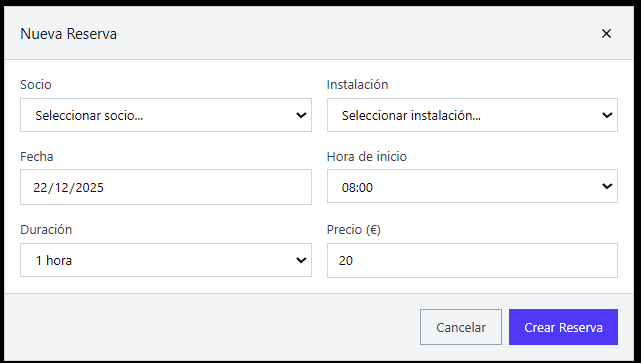 Nueva Reserva ×
Socio Instalación
Seleccionar socio... Seleccionar instalación...
Fecha Hora de inicio
22/12/2025 08:00
Duración Precio (€)
1 hora 20
Cancelar Crear Reserva